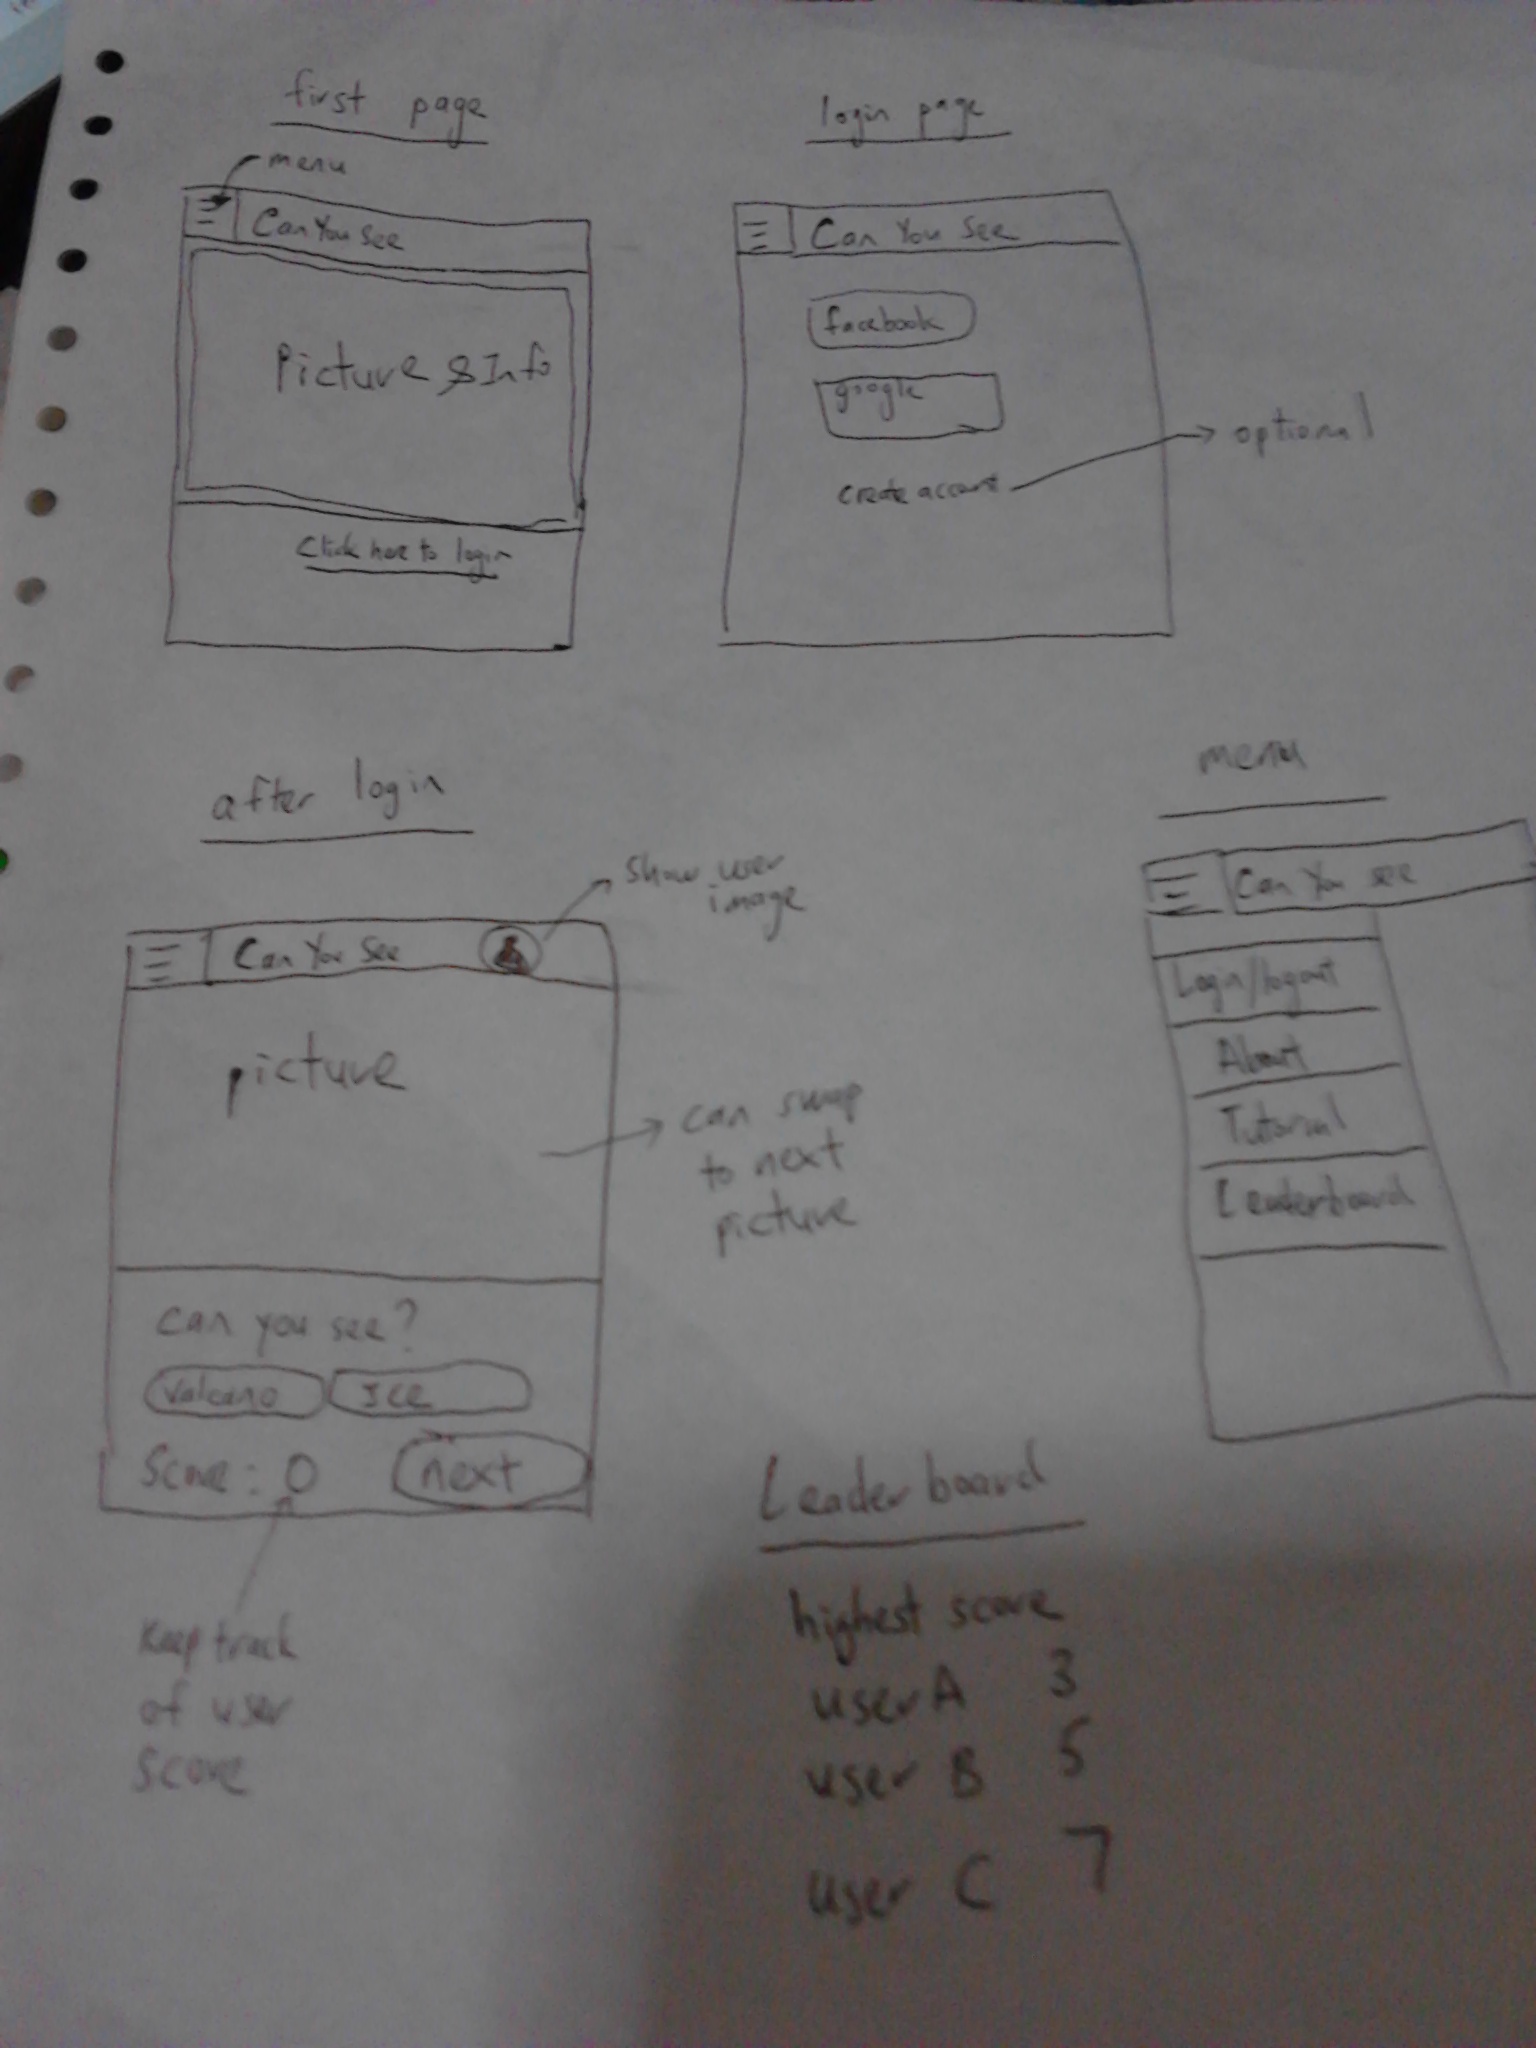 first page
menu
Can You See
Picture & Info
Click here to login
login page
Can You See
facebook
google
create account
optional
after login
show user
image
Can You See
picture
can swap
to next
picture
can you see?
Valcano
Ice
Score: 0
next
Keep track
of user
score
menu
Can You see
Login/logout
About
Tutorial
Leaderboard
Leaderboard
highest score
user A 3
user B 5
user C 7